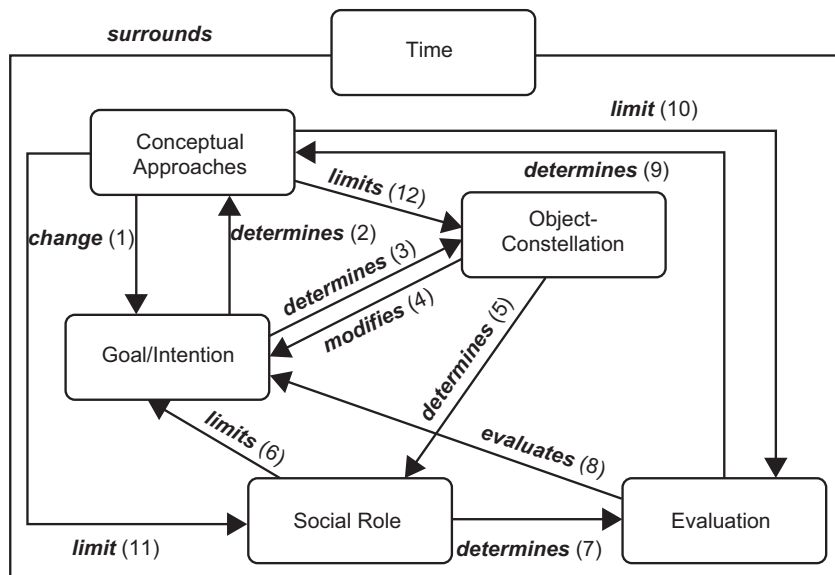 surrounds
Time
limit (10)
Conceptual
Approaches
determines (9)
limits (12)
Object-
Constellation
change (1)
determines (2)
determines (3)
modifies (4)
determines (5)
Goal/Intention
limits (6)
evaluates (8)
Social Role
Evaluation
limit (11)
determines (7)